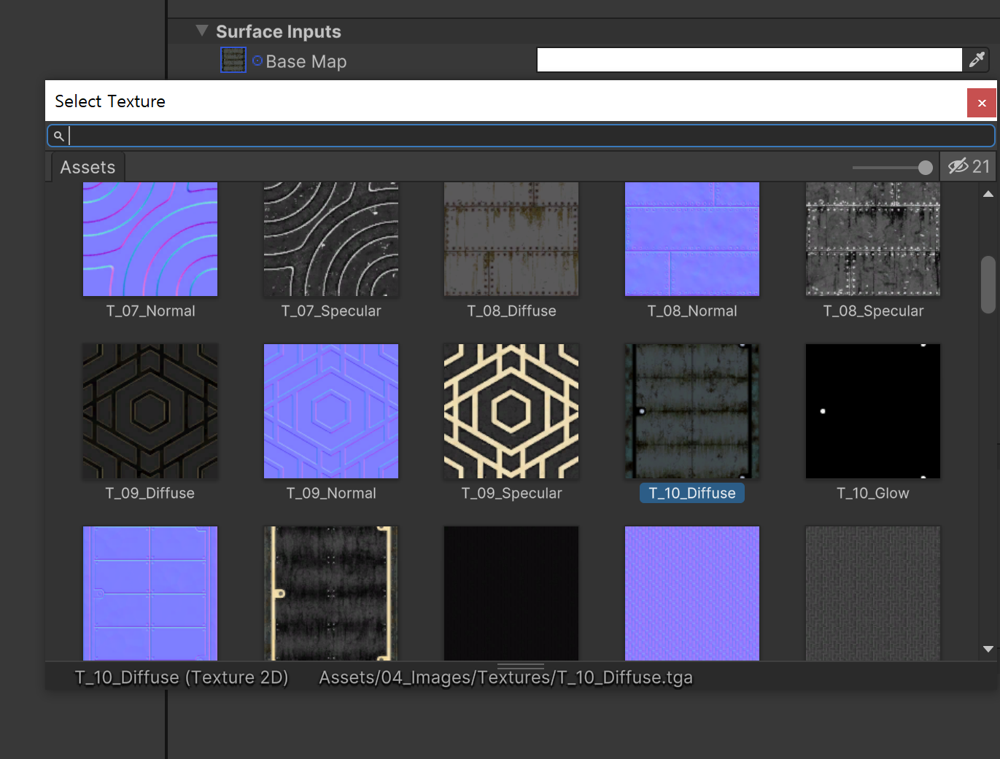 Surface Inputs
Base Map
Select Texture
Assets
21
T_07_Normal
T_07_Specular
T_08_Diffuse
T_08_Normal
T_08_Specular
T_09_Diffuse
T_09_Normal
T_09_Specular
T_10_Diffuse
T_10_Glow
T_10_Diffuse (Texture 2D) Assets/04_Images/Textures/T_10_Diffuse.tga